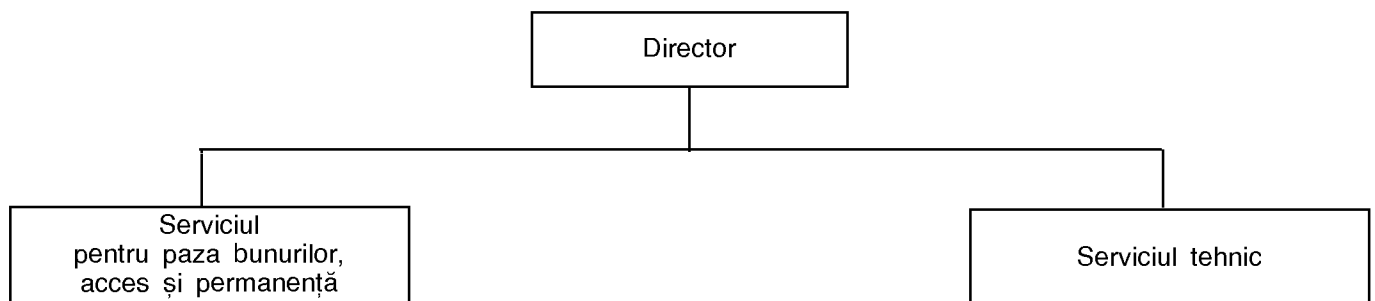 Director
Serviciul
pentru paza bunurilor,
acces și permanență
Serviciul tehnic